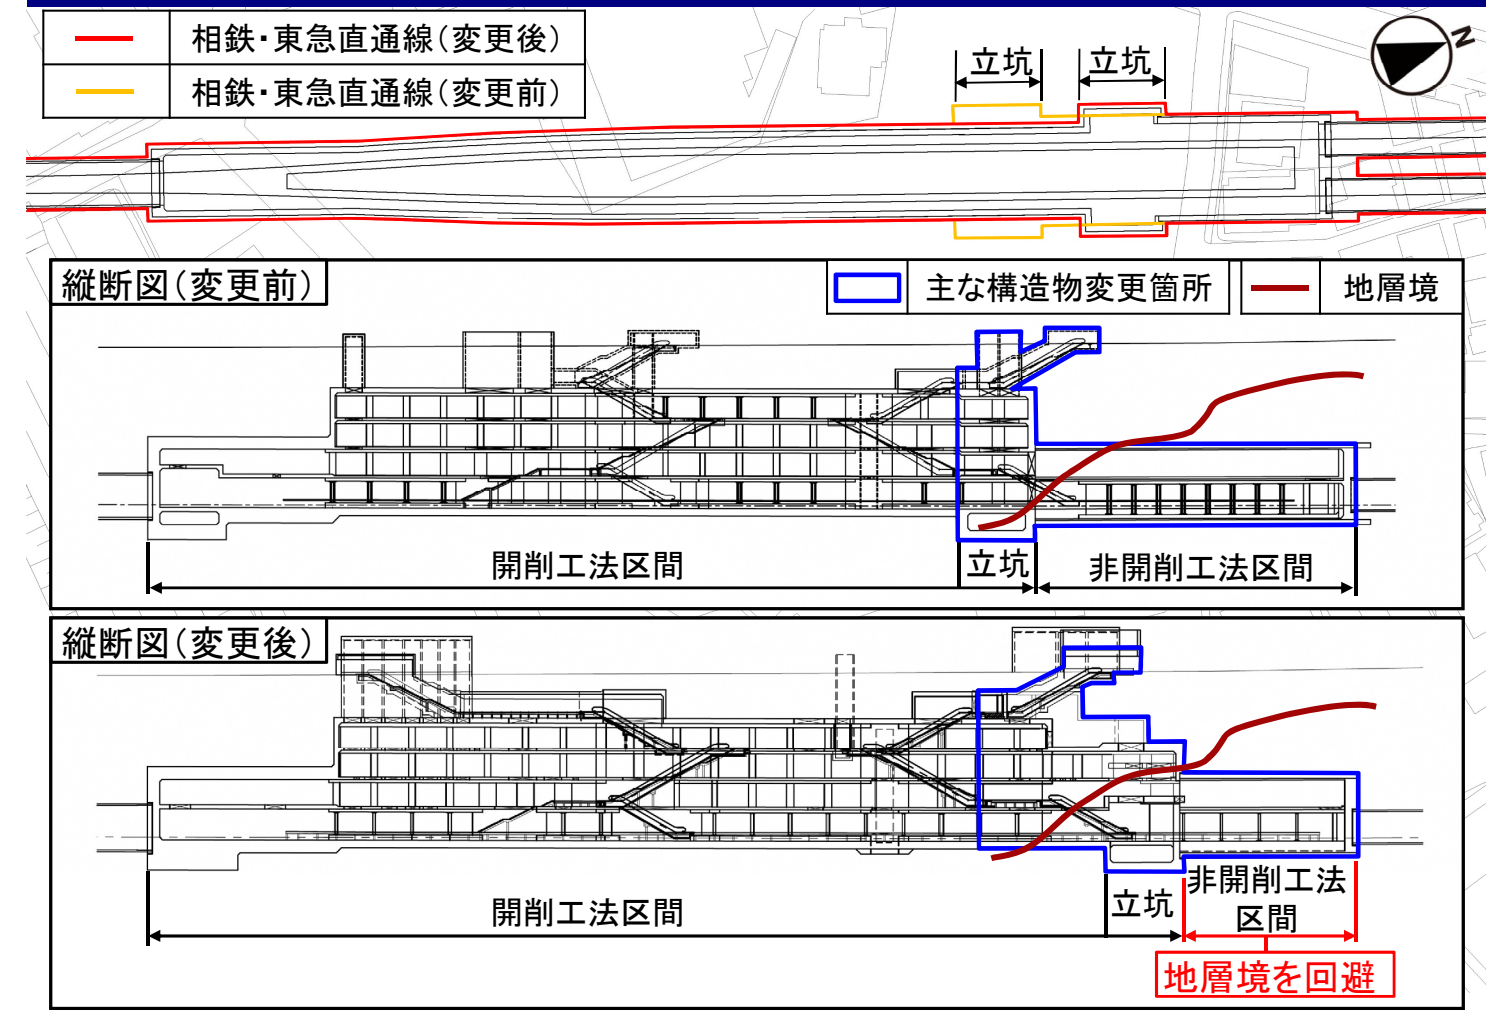 相鉄・東急直通線（変更後）
相鉄・東急直通線（変更前）
立坑
立坑
N
縦断図（変更前）
主な構造物変更箇所
地層境
開削工法区間
立坑
非開削工法区間
縦断図（変更後）
開削工法区間
立坑
非開削工法
区間
地層境を回避